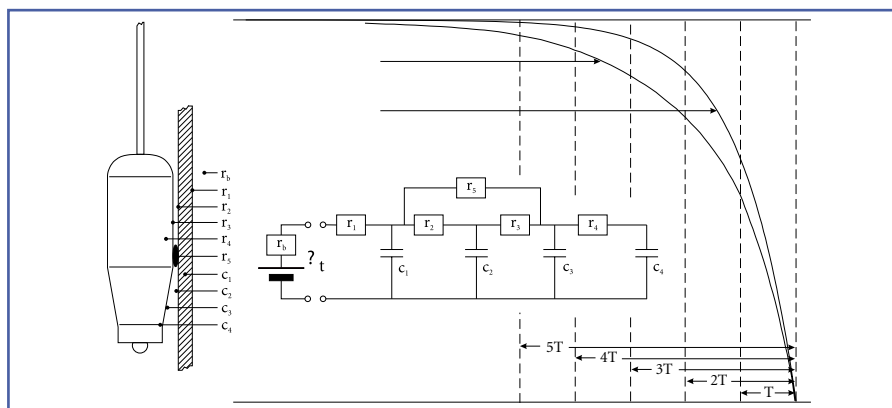 r_b
r_1
r_2
r_3
r_4
r_5
c_1
c_2
c_3
c_4
r_5
r_1
r_2
r_3
r_4
r_b
? t
c_1
c_2
c_3
c_4
5T
4T
3T
2T
T